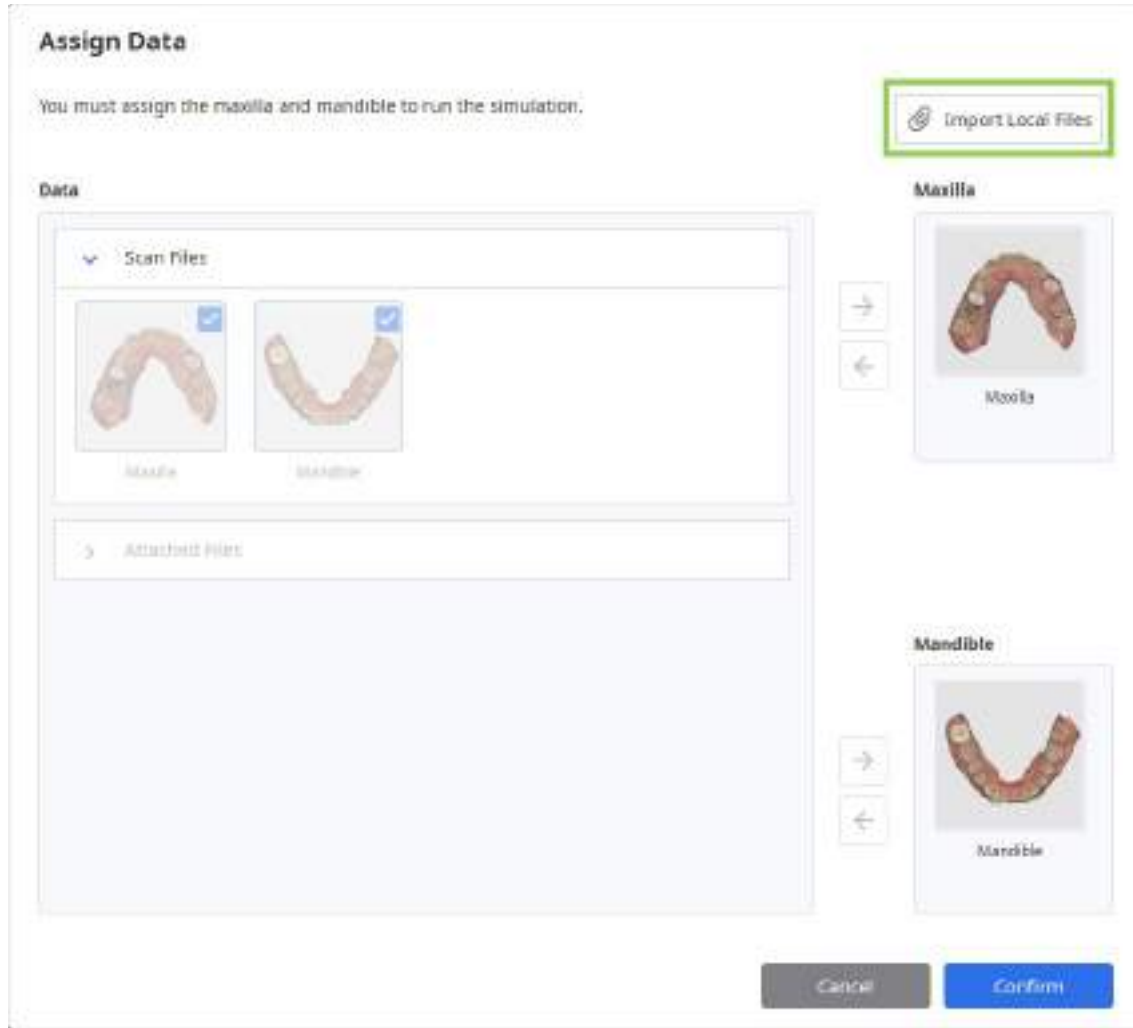 Assign Data
You must assign the maxilla and mandible to run the simulation.
Import Local Files
Data
Maxilla
Scan Files
Maxilla
Maxilla
Mandible
Attached Files
Mandible
Mandible
Cancel
Confirm